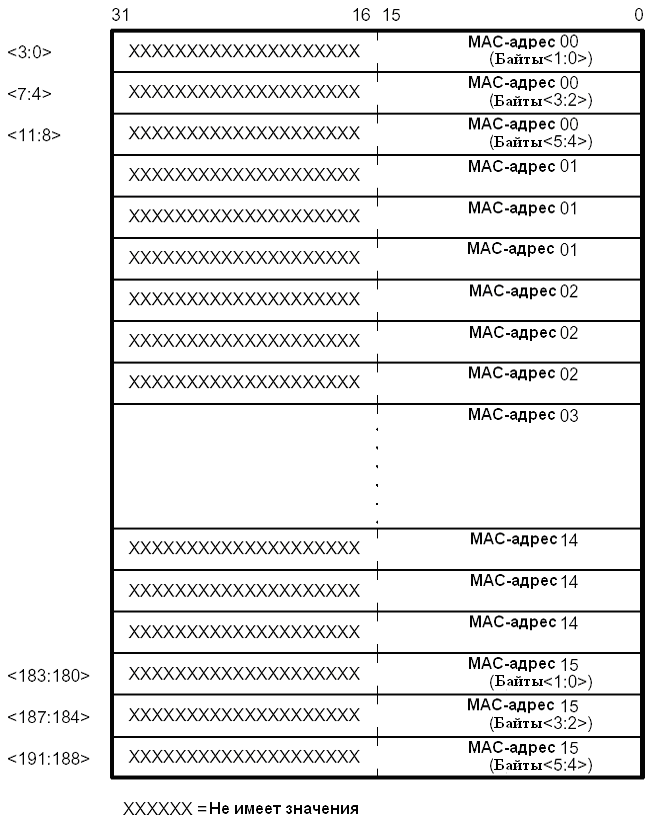 31 16 15 0
<3:0> XXXXXXXXXXXXXXXXXXXX MAC-адрес 00
(Байты<1:0>)
<7:4> XXXXXXXXXXXXXXXXXXXX MAC-адрес 00
(Байты<3:2>)
<11:8> XXXXXXXXXXXXXXXXXXXX MAC-адрес 00
(Байты<5:4>)
XXXXXXXXXXXXXXXXXXXX MAC-адрес 01
XXXXXXXXXXXXXXXXXXXX MAC-адрес 01
XXXXXXXXXXXXXXXXXXXX MAC-адрес 01
XXXXXXXXXXXXXXXXXXXX MAC-адрес 02
XXXXXXXXXXXXXXXXXXXX MAC-адрес 02
XXXXXXXXXXXXXXXXXXXX MAC-адрес 02
MAC-адрес 03
XXXXXXXXXXXXXXXXXXXX MAC-адрес 14
XXXXXXXXXXXXXXXXXXXX MAC-адрес 14
XXXXXXXXXXXXXXXXXXXX MAC-адрес 14
<183:180> XXXXXXXXXXXXXXXXXXXX MAC-адрес 15
(Байты<1:0>)
<187:184> XXXXXXXXXXXXXXXXXXXX MAC-адрес 15
(Байты<3:2>)
<191:188> XXXXXXXXXXXXXXXXXXXX MAC-адрес 15
(Байты<5:4>)
XXXXXX = Не имеет значения